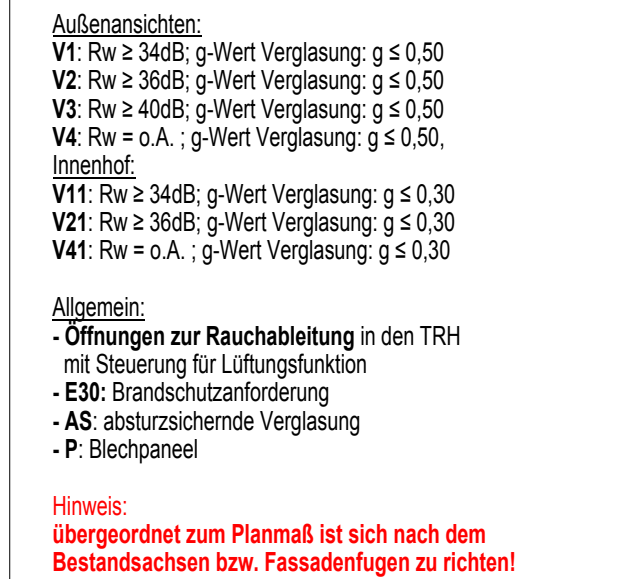 Außenansichten:
V1: Rw ≥ 34dB; g-Wert Verglasung: g ≤ 0,50
V2: Rw ≥ 36dB; g-Wert Verglasung: g ≤ 0,50
V3: Rw ≥ 40dB; g-Wert Verglasung: g ≤ 0,50
V4: Rw = o.A. ; g-Wert Verglasung: g ≤ 0,50,
Innenhof:
V11: Rw ≥ 34dB; g-Wert Verglasung: g ≤ 0,30
V21: Rw ≥ 36dB; g-Wert Verglasung: g ≤ 0,30
V41: Rw = o.A. ; g-Wert Verglasung: g ≤ 0,30
Allgemein:
- Öffnungen zur Rauchableitung in den TRH
mit Steuerung für Lüftungsfunktion
- E30: Brandschutzanforderung
- AS: absturzsichernde Verglasung
- P: Blechpaneel
Hinweis:
übergeordnet zum Planmaß ist sich nach dem
Bestandsachsen bzw. Fassadenfugen zu richten!